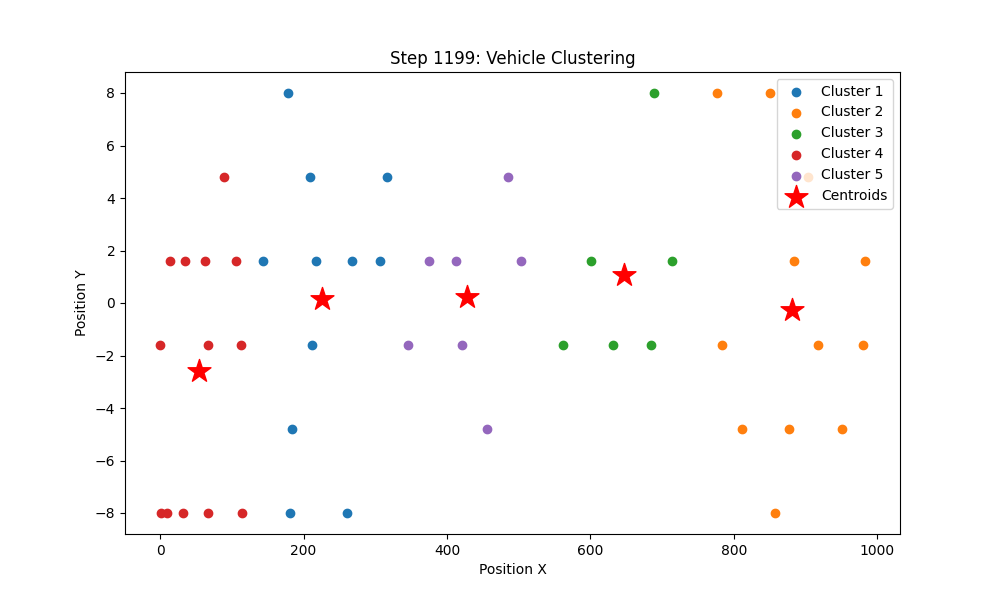 Step 1199: Vehicle Clustering
Cluster 1
Cluster 2
Cluster 3
Cluster 4
Cluster 5
Centroids
Position Y
8
6
4
2
0
−2
−4
−6
−8
0 200 400 600 800 1000
Position X